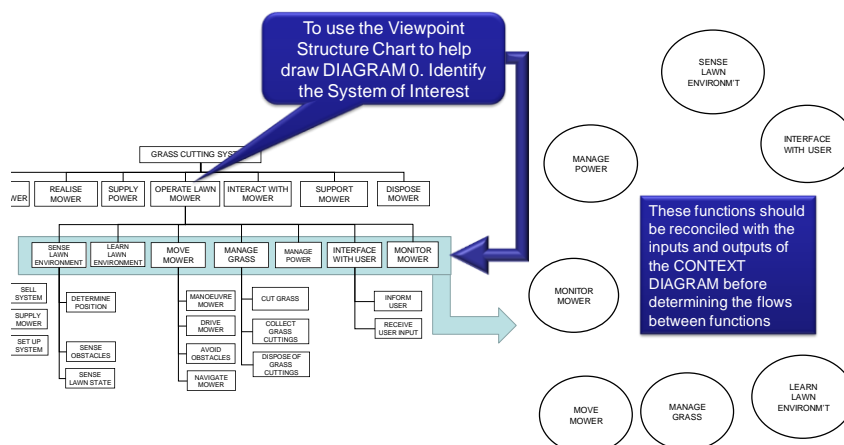 To use the Viewpoint
Structure Chart to help
draw DIAGRAM 0. Identify
the System of Interest
GRASS CUTTING SYSTE
WER
REALISE
MOWER
SUPPLY
POWER
OPERATE LAWN
MOWER
INTERACT WITH
MOWER
SUPPORT
MOWER
DISPOSE
MOWER
SENSE
LAWN
ENVIRONMENT
LEARN
LAWN
ENVIRONMENT
MOVE
MOWER
MANAGE
GRASS
MANAGE
POWER
INTERFACE
WITH USER
MONITOR
MOWER
SELL
SYSTEM
SUPPLY
MOWER
SET UP
SYSTEM
DETERMINE
POSITION
SENSE
OBSTACLES
SENSE
LAWN STATE
MANOEUVRE
MOWER
DRIVE
MOWER
AVOID
OBSTACLES
NAVIGATE
MOWER
CUT GRASS
COLLECT
GRASS
CUTTINGS
DISPOSE OF
GRASS
CUTTINGS
INFORM
USER
RECEIVE
USER INPUT
SENSE
LAWN
ENVIRONM'T
INTERFACE
WITH USER
MANAGE
POWER
These functions should
be reconciled with the
inputs and outputs of
the CONTEXT
DIAGRAM before
determining the flows
between functions
MONITOR
MOWER
MOVE
MOWER
MANAGE
GRASS
LEARN
LAWN
ENVIRONM'T